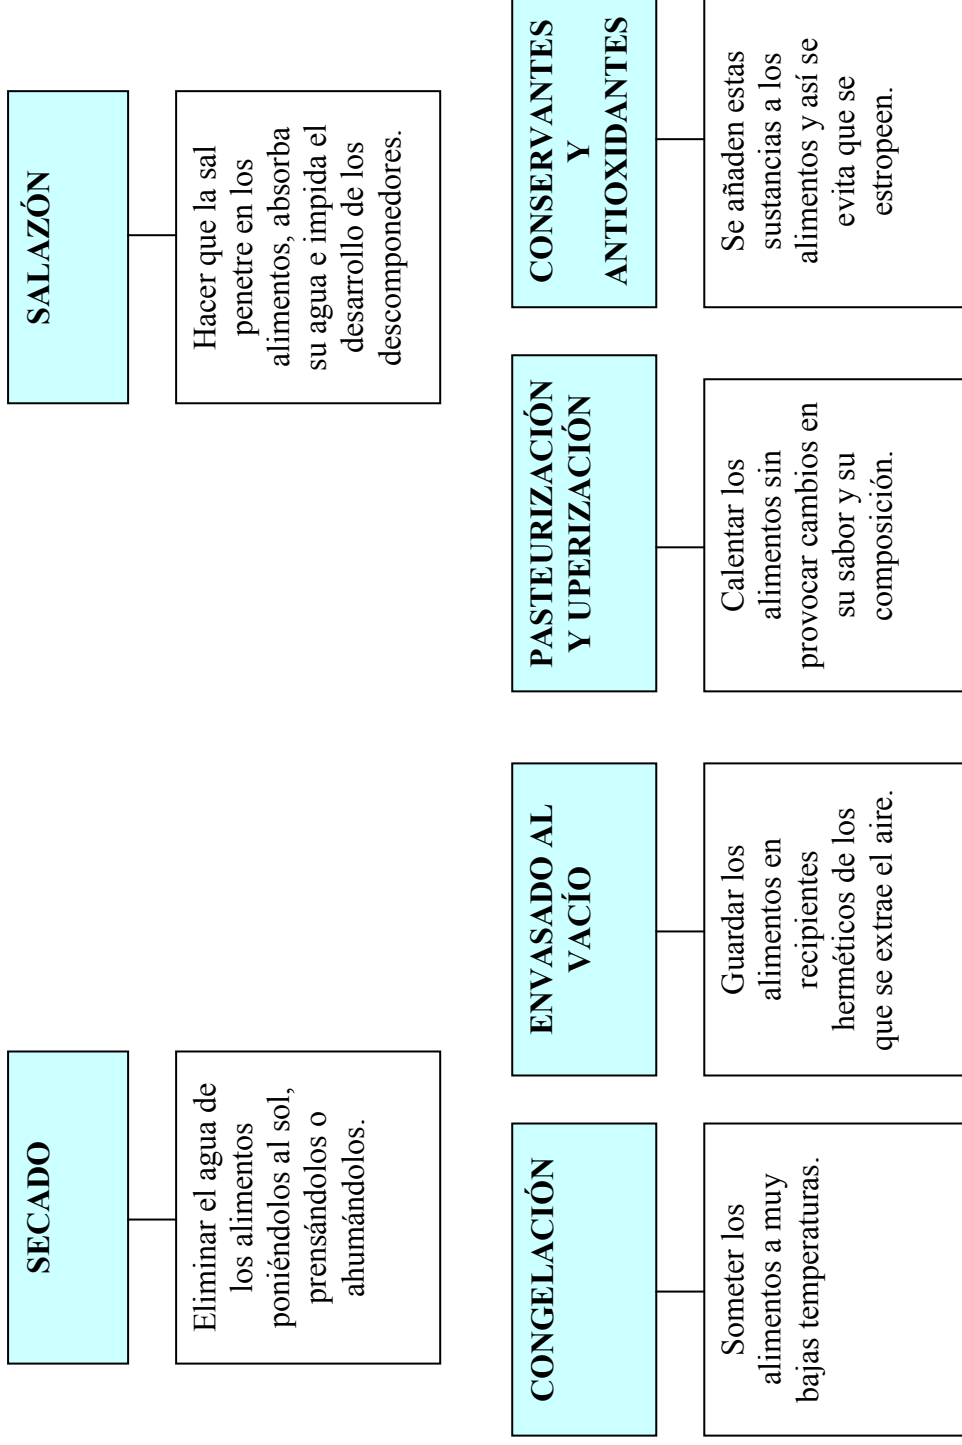 SECADO
Eliminar el agua de
los alimentos
poniéndolos al sol,
prensándolos o
ahumándolos.
SALAZÓN
Hacer que la sal
penetre en los
alimentos, absorba
su agua e impida el
desarrollo de los
descomponedores.
CONGELACIÓN
Someter los
alimentos a muy
bajas temperaturas.
ENVASADO AL
VACÍO
Guardar los
alimentos en
recipientes
herméticos de los
que se extrae el aire.
PASTEURIZACIÓN
Y UPERIZACIÓN
Calentar los
alimentos sin
provocar cambios en
su sabor y su
composición.
CONSERVANTES
Y
ANTIOXIDANTES
Se añaden estas
sustancias a los
alimentos y así se
evita que se
estropeen.